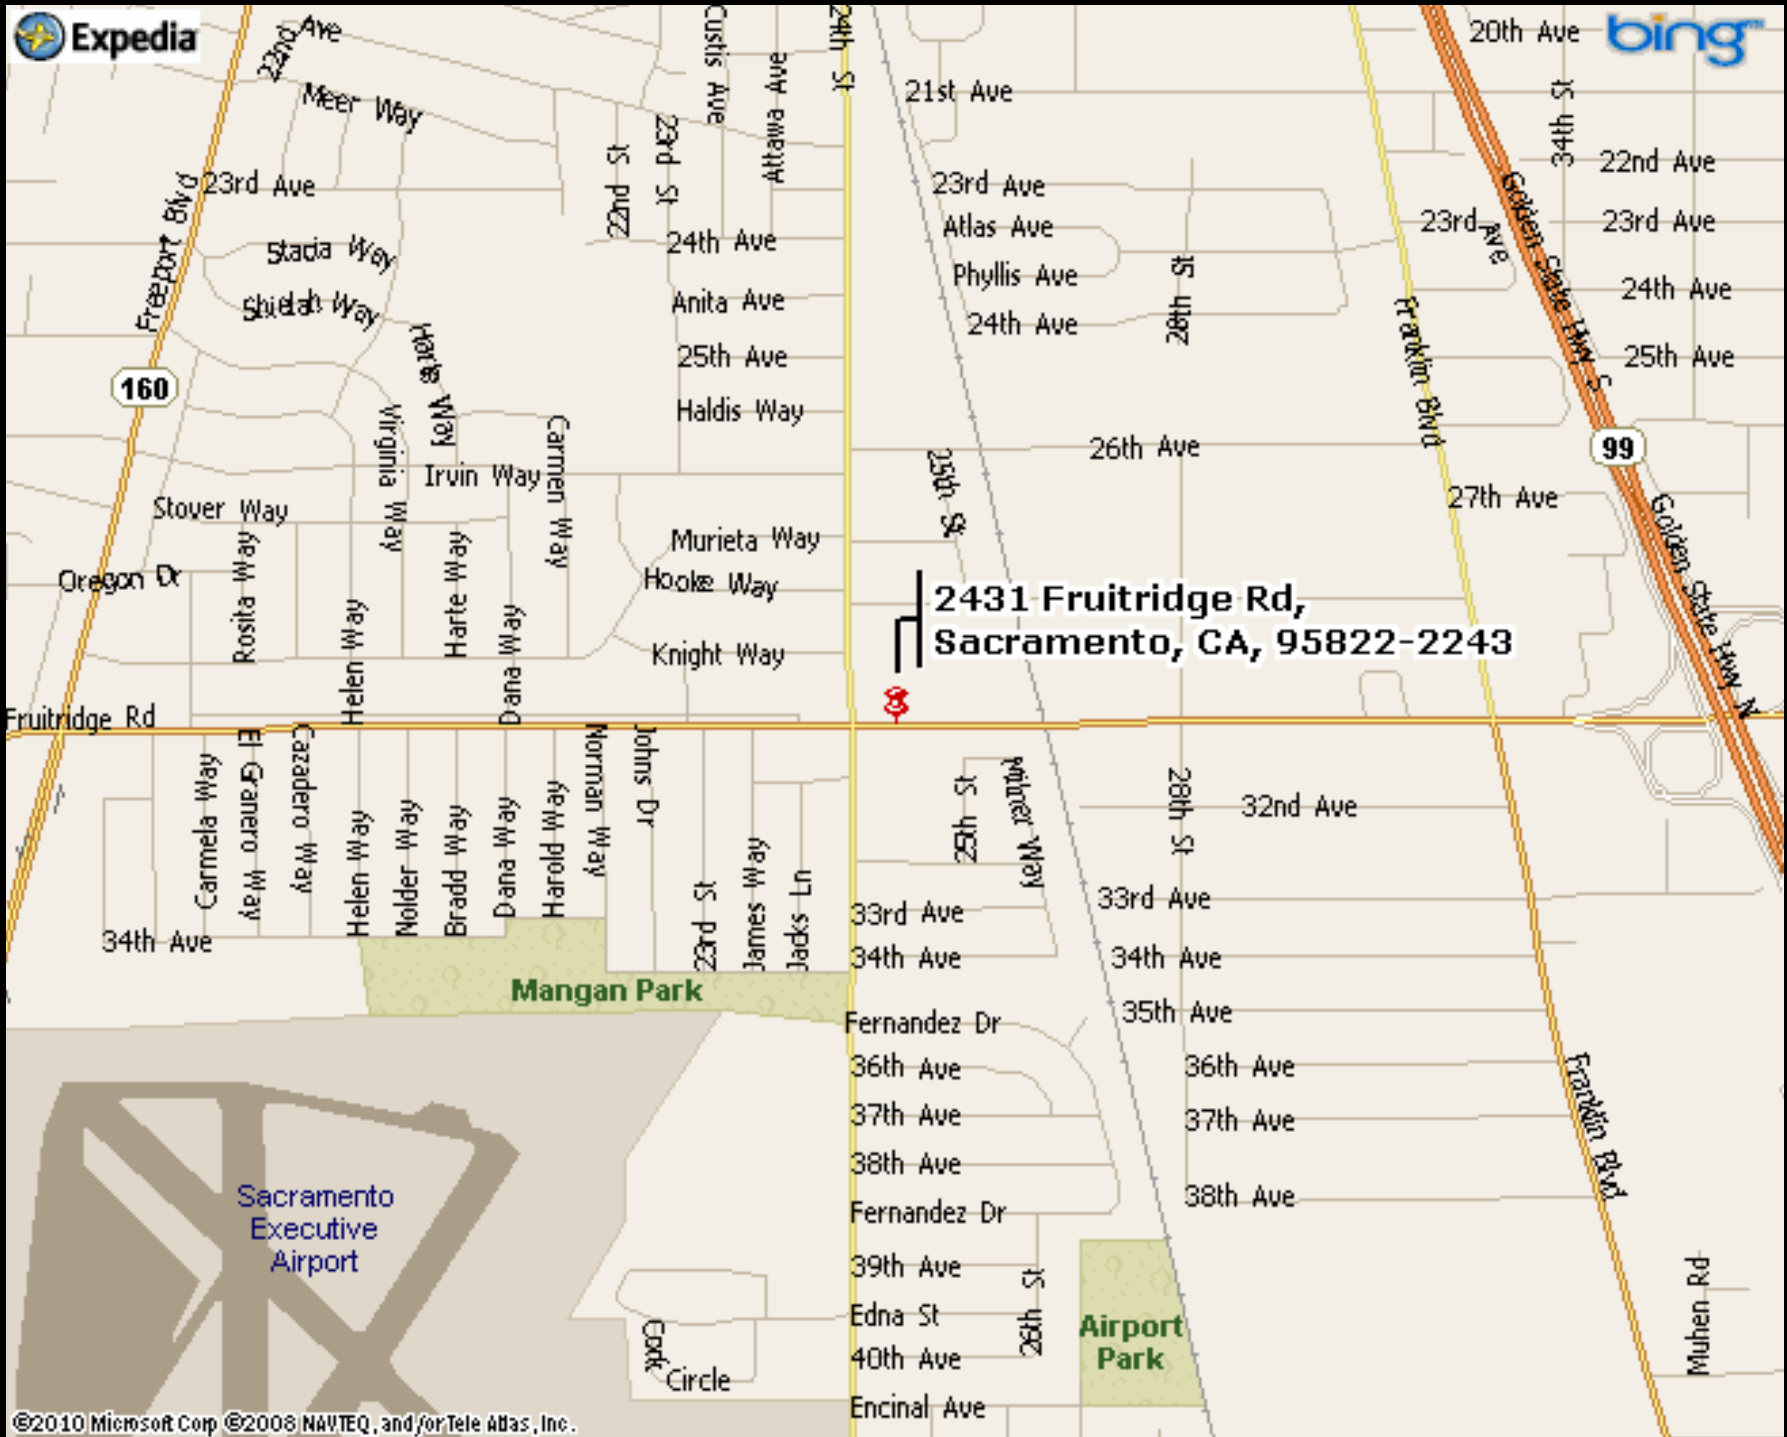 Expedia
bing
22nd Ave
Meer Way
Custis Ave
24th St
Attawa Ave
20th Ave
21st Ave
34th St
22nd St
23rd St
22nd Ave
23rd Ave
23rd Ave
Freeport Blvd
Atlas Ave
23rd Ave
23rd Ave
Golden State Hwy S
Stacia Way
24th Ave
Phyllis Ave
28th St
24th Ave
Shielah Way
Anita Ave
24th Ave
Franklin Blvd
25th Ave
25th Ave
160
Haldis Way
Virginia Way
Carmen Way
26th Ave
99
Irvin Way
25th St
27th Ave
Stover Way
Murieta Way
Golden State Hwy N
Oregon Dr
Rosita Way
Harte Way
Hooke Way
2431 Fruitridge Rd,
Sacramento, CA, 95822-2243
Helen Way
Dana Way
Knight Way
Fruitridge Rd
Carmela Way
El Granero Way
Cazadero Way
Helen Way
Nolder Way
Bradd Way
Dana Way
Harold Way
Norman Way
Johns Dr
23rd St
James Way
Jacks Ln
25th St
28th St
32nd Ave
33rd Ave
33rd Ave
34th Ave
34th Ave
34th Ave
Mangan Park
35th Ave
Fernandez Dr
36th Ave
36th Ave
Franklin Blvd
37th Ave
37th Ave
38th Ave
38th Ave
Sacramento
Executive
Airport
Fernandez Dr
39th Ave
26th St
Muhen Rd
Edna St
Airport
Park
40th Ave
Cook Circle
Encinal Ave
©2010 Microsoft Corp ©2008 NAVTEQ, and/or Tele Atlas, Inc.